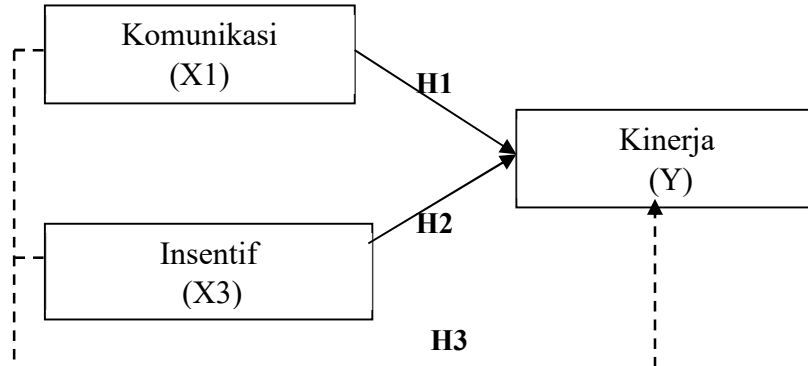 Komunikasi
(X1)
H1
Kinerja
(Y)
H2
Insentif
(X3)
H3